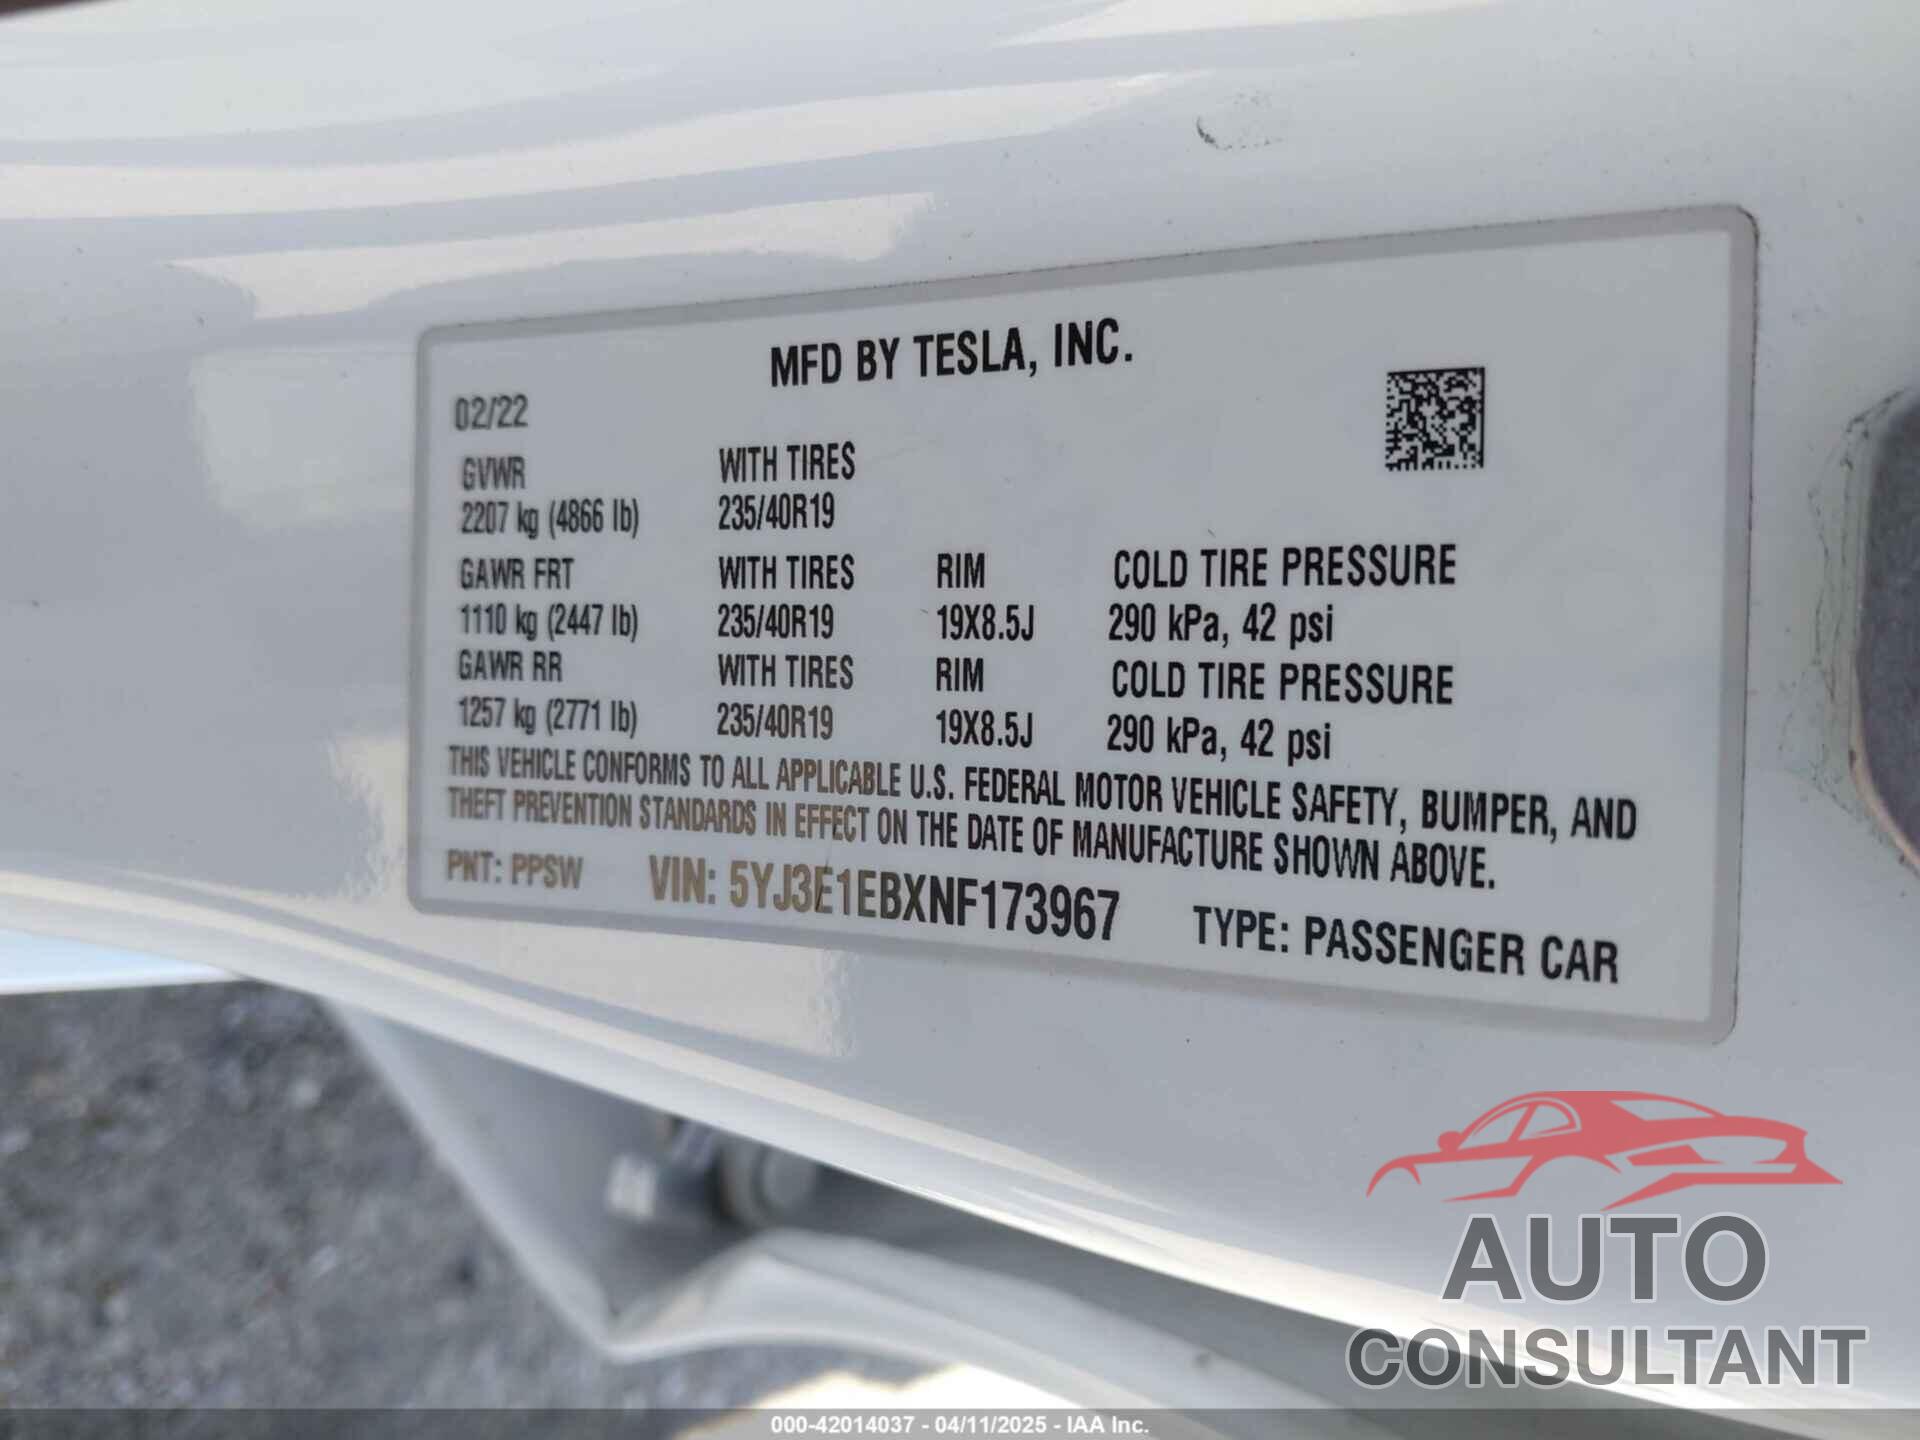 MFD BY TESLA, INC.
02/22
GVWR WITH TIRES
2207 kg (4866 lb) 235/40R19
GAWR FRT WITH TIRES RIM COLD TIRE PRESSURE
1110 kg (2447 lb) 235/40R19 19X8.5J 290 kPa, 42 psi
GAWR RR WITH TIRES RIM COLD TIRE PRESSURE
1257 kg (2771 lb) 235/40R19 19X8.5J 290 kPa, 42 psi
THIS VEHICLE CONFORMS TO ALL APPLICABLE U.S. FEDERAL MOTOR VEHICLE SAFETY, BUMPER, AND
THEFT PREVENTION STANDARDS IN EFFECT ON THE DATE OF MANUFACTURE SHOWN ABOVE.
PNT: PPSW VIN: 5YJ3E1EBXNF173967 TYPE: PASSENGER CAR
AUTO
CONSULTANT
000-42014037 - 04/11/2025 - IAA Inc.